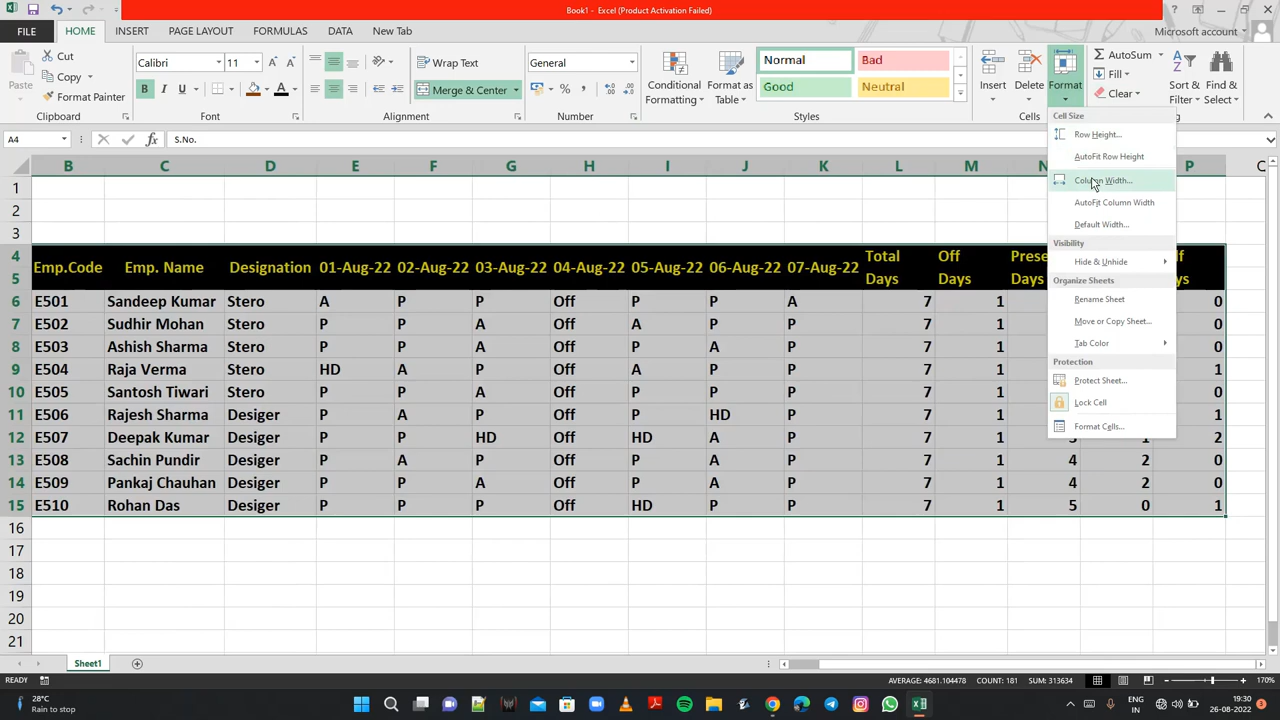 Book1 - Excel (Product Activation Failed)
FILE HOME INSERT PAGE LAYOUT FORMULAS DATA New Tab Microsoft account
Paste Cut Copy Format Painter Clipboard
Calibri 11 B I U A Font
Wrap Text Merge & Center Alignment
General % , Number
Conditional Formatting Format as Table Normal Bad Good Neutral Styles
Insert Delete Format Cells
AutoSum Fill Clear Sort & Filter Find & Select
A4 fx S.No.
B C D E F G H I J K L M N P
Cell Size
Row Height...
AutoFit Row Height
Column Width...
AutoFit Column Width
Default Width...
Visibility
Hide & Unhide
Organize Sheets
Rename Sheet
Move or Copy Sheet...
Tab Color
Protection
Protect Sheet...
Lock Cell
Format Cells...
1
2
3
4 5 Emp.Code Emp. Name Designation 01-Aug-22 02-Aug-22 03-Aug-22 04-Aug-22 05-Aug-22 06-Aug-22 07-Aug-22 Total Days Off Days Days
6 E501 Sandeep Kumar Stero A P P Off P P A 7 1 0
7 E502 Sudhir Mohan Stero P P A Off A P P 7 1 0
8 E503 Ashish Sharma Stero P P A Off P A P 7 1 0
9 E504 Raja Verma Stero HD A P Off A P P 7 1 1
10 E505 Santosh Tiwari Stero P P A Off P P P 7 1 0
11 E506 Rajesh Sharma Desiger P A P Off P HD P 7 1 1
12 E507 Deepak Kumar Desiger P P HD Off HD A P 7 1 2
13 E508 Sachin Pundir Desiger P A P Off P A P 7 1 4 2 0
14 E509 Pankaj Chauhan Desiger P P A Off P A P 7 1 4 2 0
15 E510 Rohan Das Desiger P P P Off HD P P 7 1 5 0 1
16
17
18
19
20
21
Sheet1
READY AVERAGE: 4681.104478 COUNT: 181 SUM: 313634 170%
28°C
Rain to stop
ENG
IN
19:30
26-08-2022